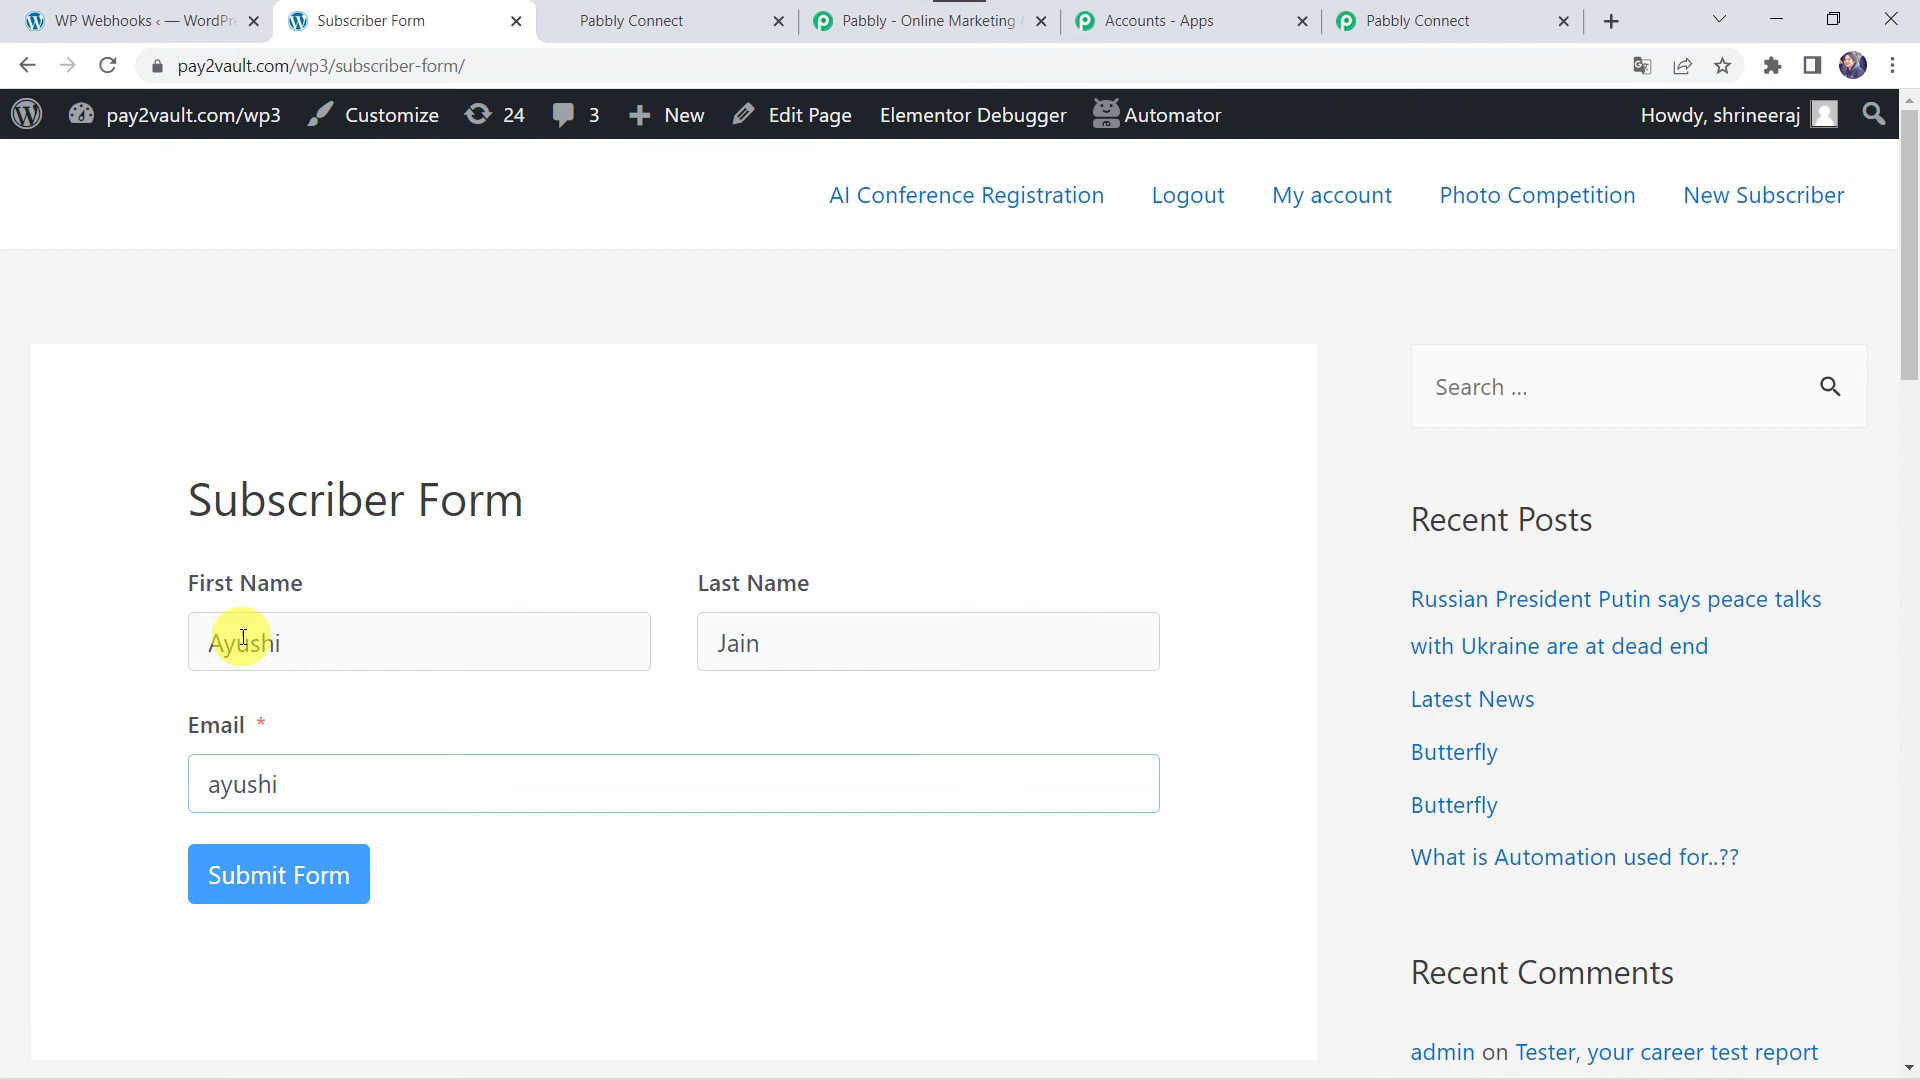 WP Webhooks ‹ — WordPr
Subscriber Form
Pabbly Connect
Pabbly - Online Marketing
Accounts - Apps
Pabbly Connect
pay2vault.com/wp3/subscriber-form/
pay2vault.com/wp3
Customize
24
3
New
Edit Page
Elementor Debugger
Automator
Howdy, shrineeraj
AI Conference Registration
Logout
My account
Photo Competition
New Subscriber
Search ...
Subscriber Form
First Name
Last Name
Ayushi
Jain
Email *
ayushi
Submit Form
Recent Posts
Russian President Putin says peace talks
with Ukraine are at dead end
Latest News
Butterfly
Butterfly
What is Automation used for..??
Recent Comments
admin on Tester, your career test report